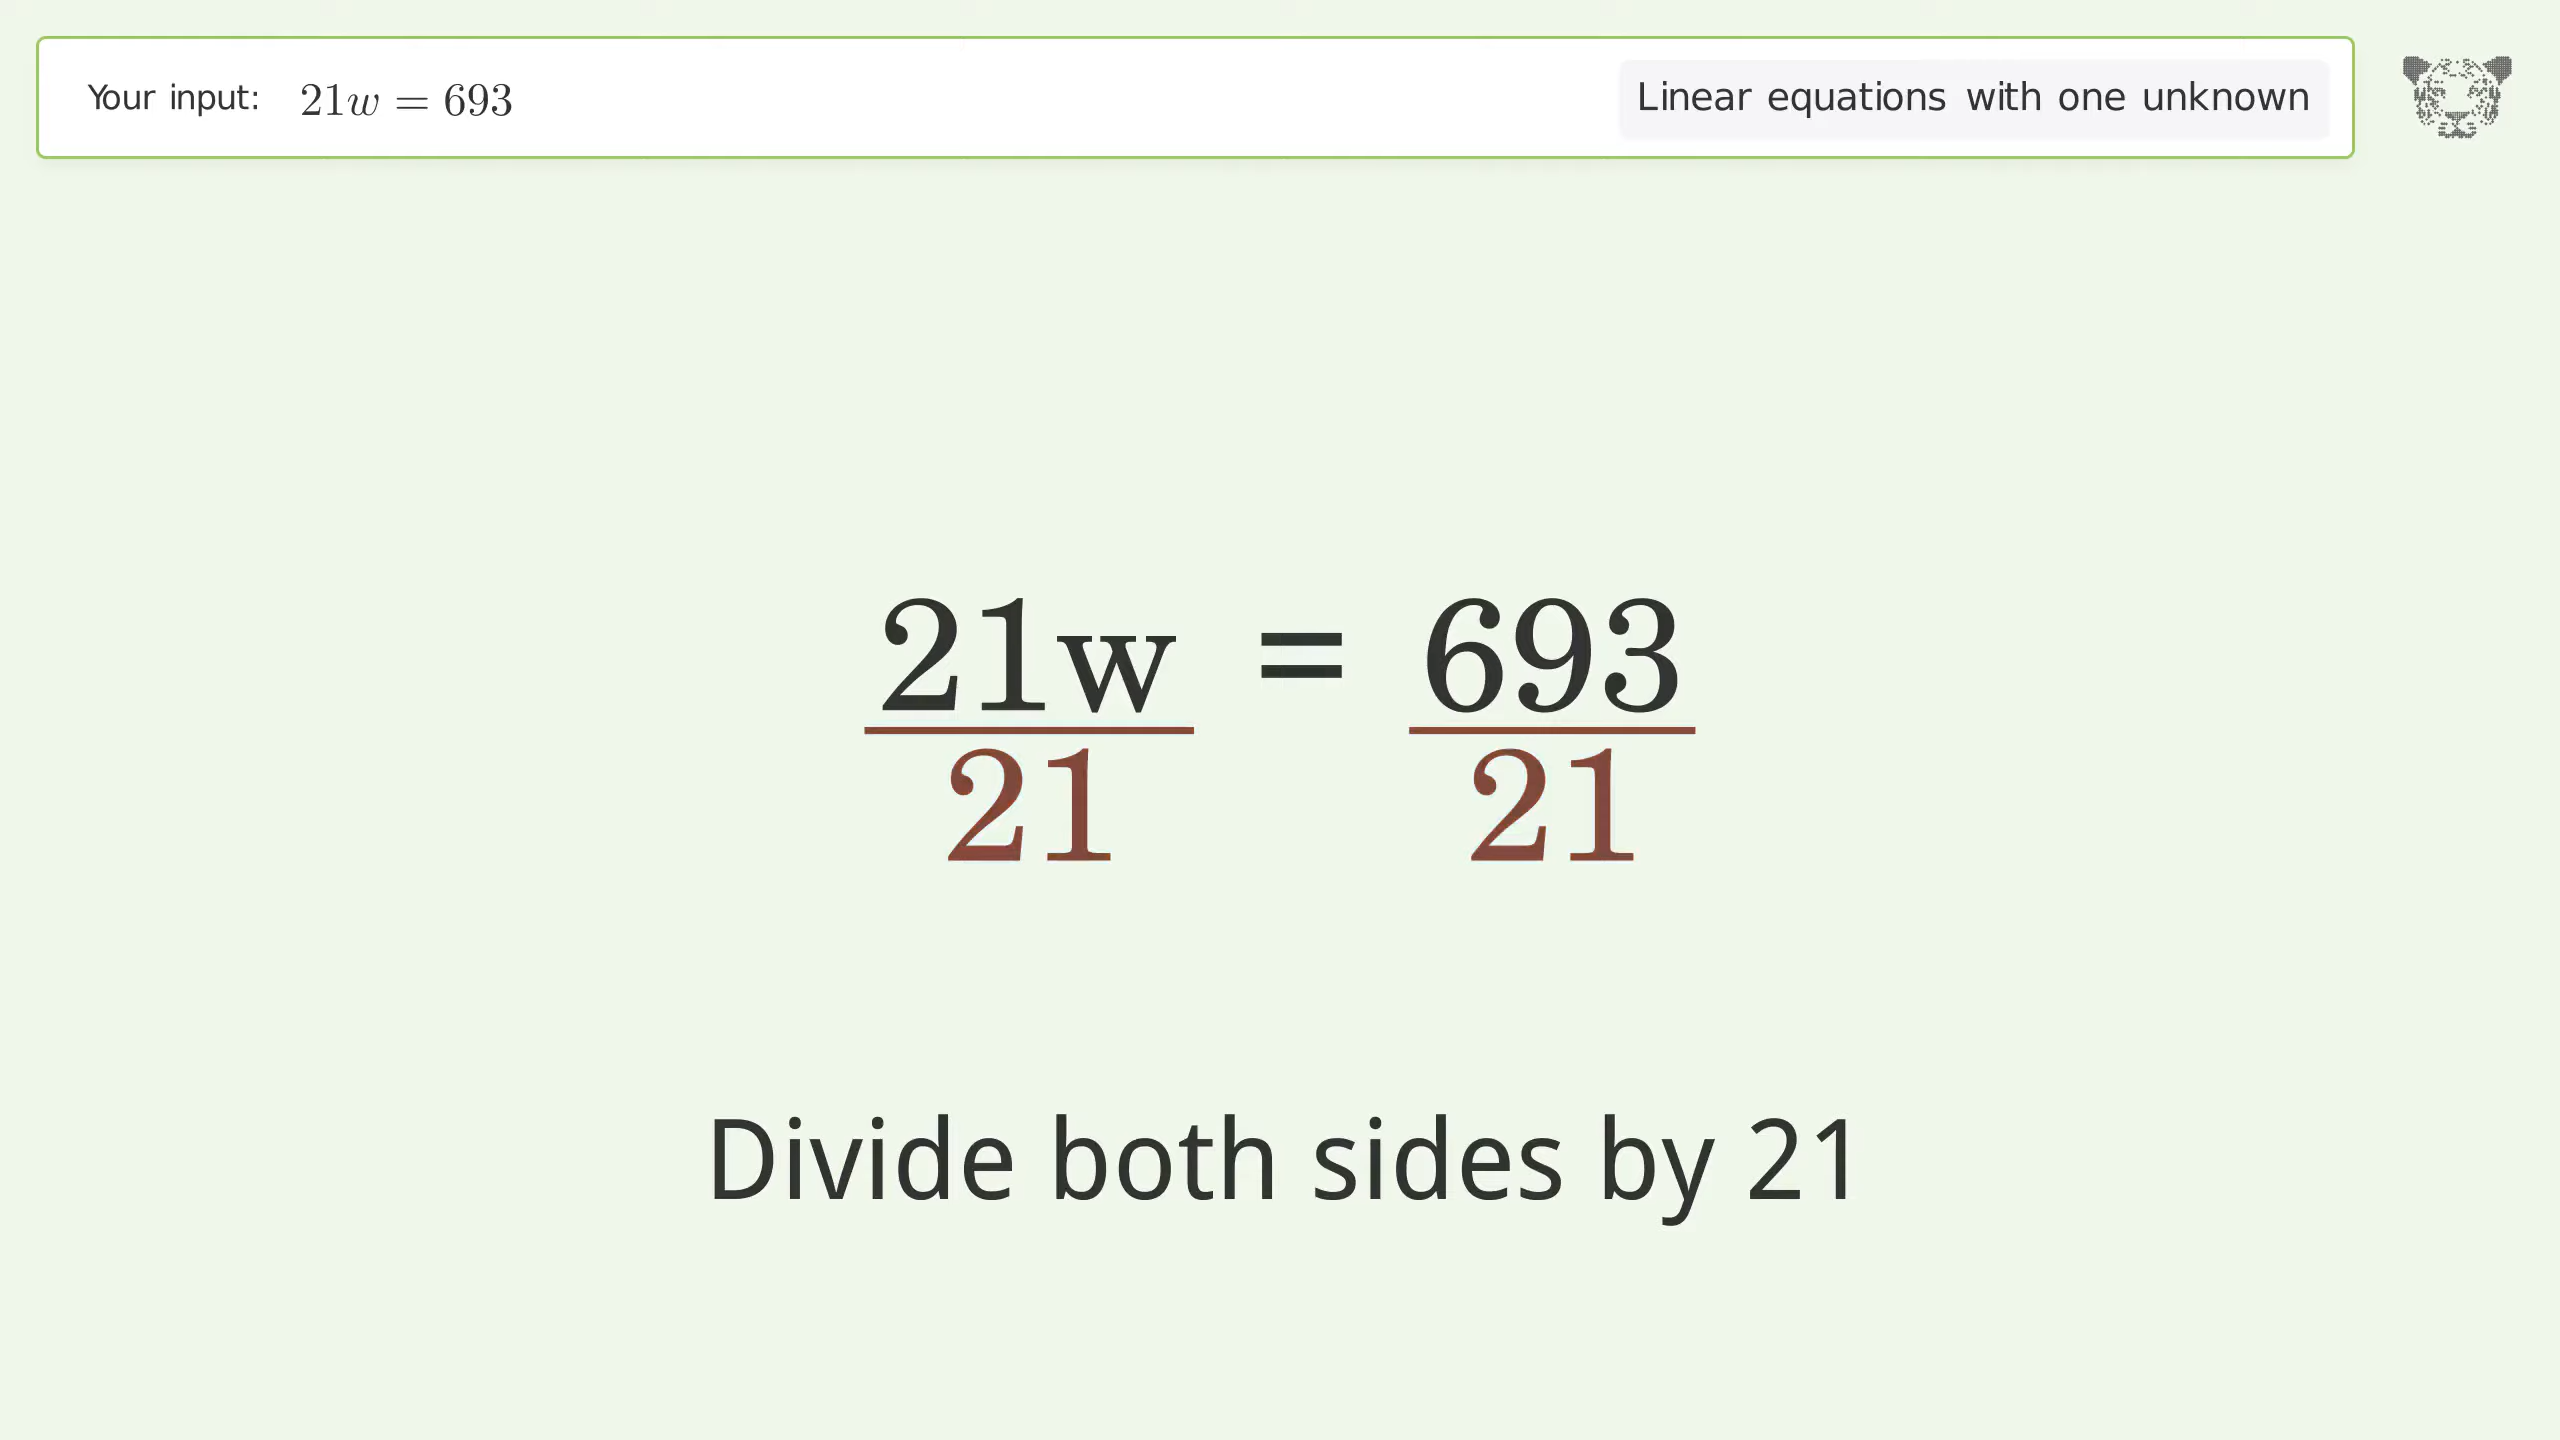 Your input: 21w = 693
Linear equations with one unknown
21w = 693
21 21
Divide both sides by 21